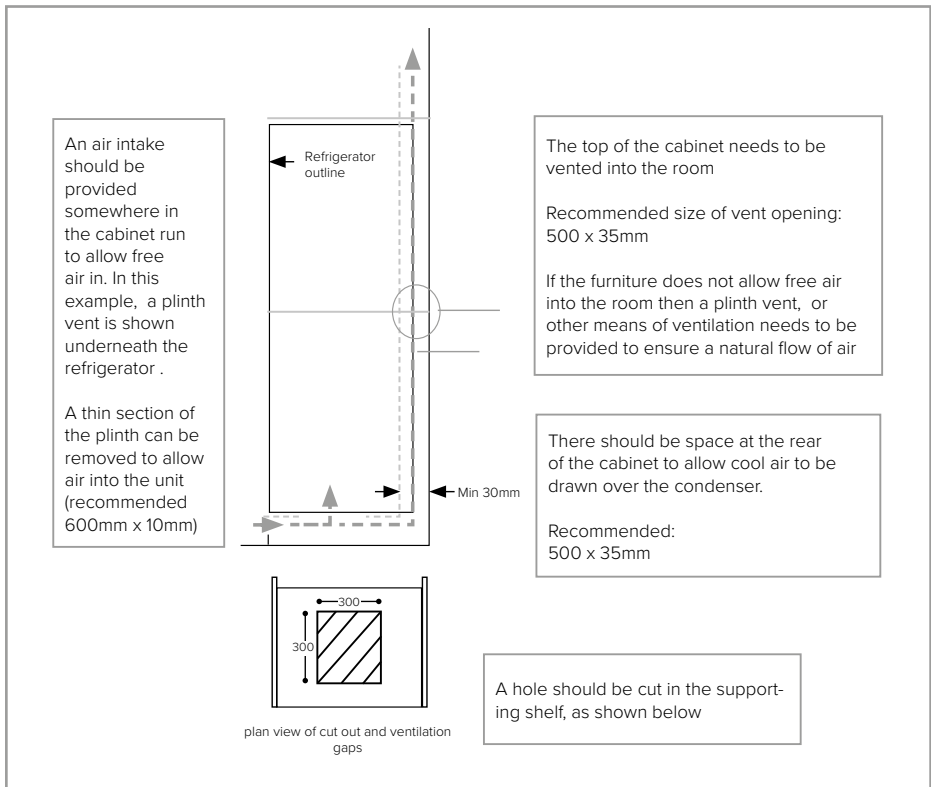 An air intake
should be
provided
somewhere in
the cabinet run
to allow free
air in. In this
example, a plinth
vent is shown
underneath the
refrigerator .
A thin section of
the plinth can be
removed to allow
air into the unit
(recommended
600mm x 10mm)
Refrigerator
outline
The top of the cabinet needs to be
vented into the room
Recommended size of vent opening:
500 x 35mm
If the furniture does not allow free air
into the room then a plinth vent, or
other means of ventilation needs to be
provided to ensure a natural flow of air
There should be space at the rear
of the cabinet to allow cool air to be
drawn over the condenser.
Recommended:
500 x 35mm
Min 30mm
300
300
plan view of cut out and ventilation
gaps
A hole should be cut in the support-
ing shelf, as shown below